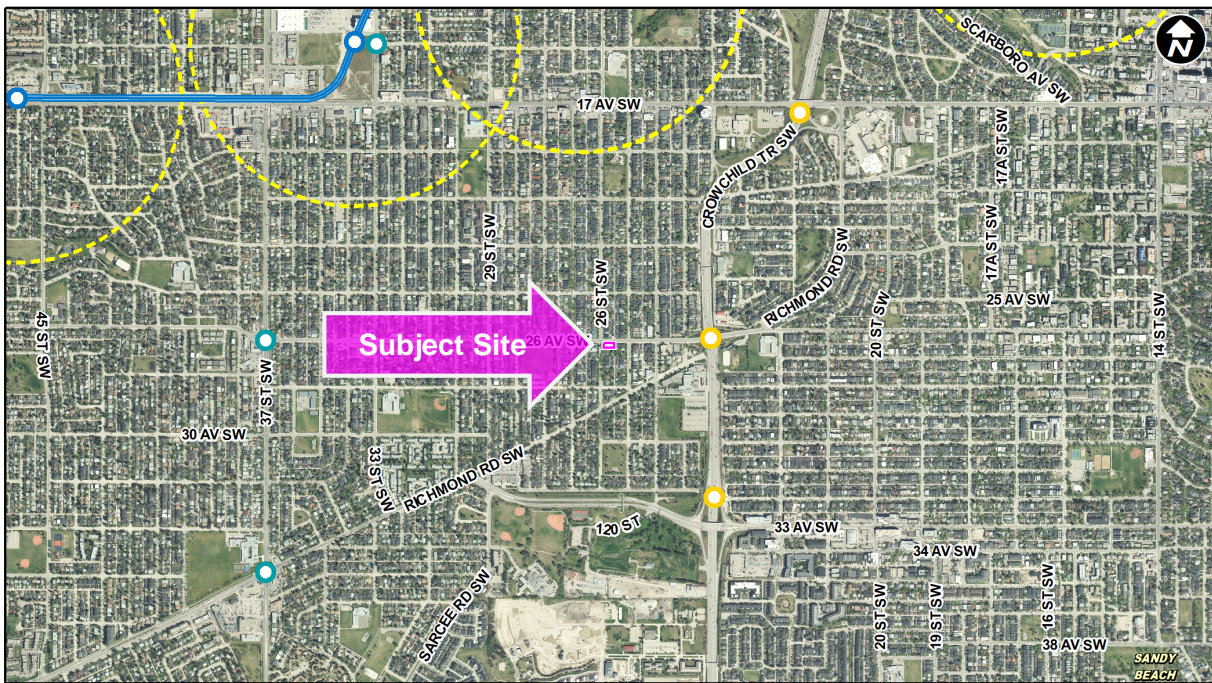 SCARBORO AV SW
N
17 AV SW
17A ST SW
CROWCHILD TR SW
29 ST SW
26 ST SW
RICHMOND RD SW
17A ST SW
25 AV SW
45 ST SW
37 ST SW
Subject Site
26 AV SW
20 ST SW
14 ST SW
30 AV SW
33 ST SW
RICHMOND RD SW
120 ST
33 AV SW
34 AV SW
SARCEE RD SW
20 ST SW
19 ST SW
16 ST SW
38 AV SW
SANDY
BEACH